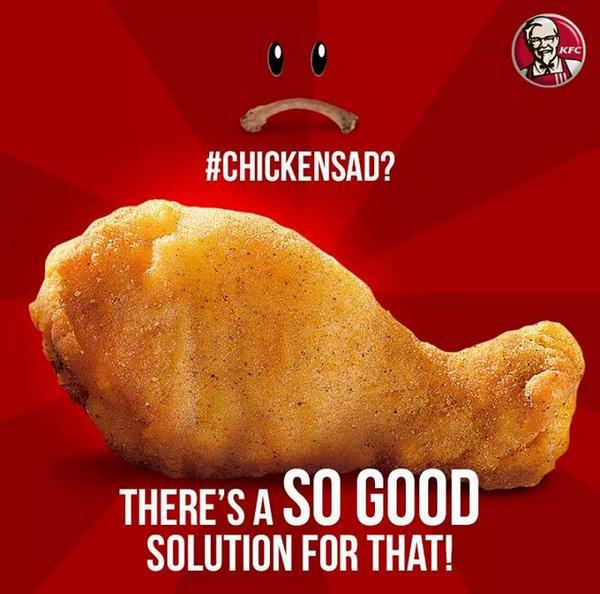 KFC
#CHICKENSAD?
THERE'S A SO GOOD
SOLUTION FOR THAT!